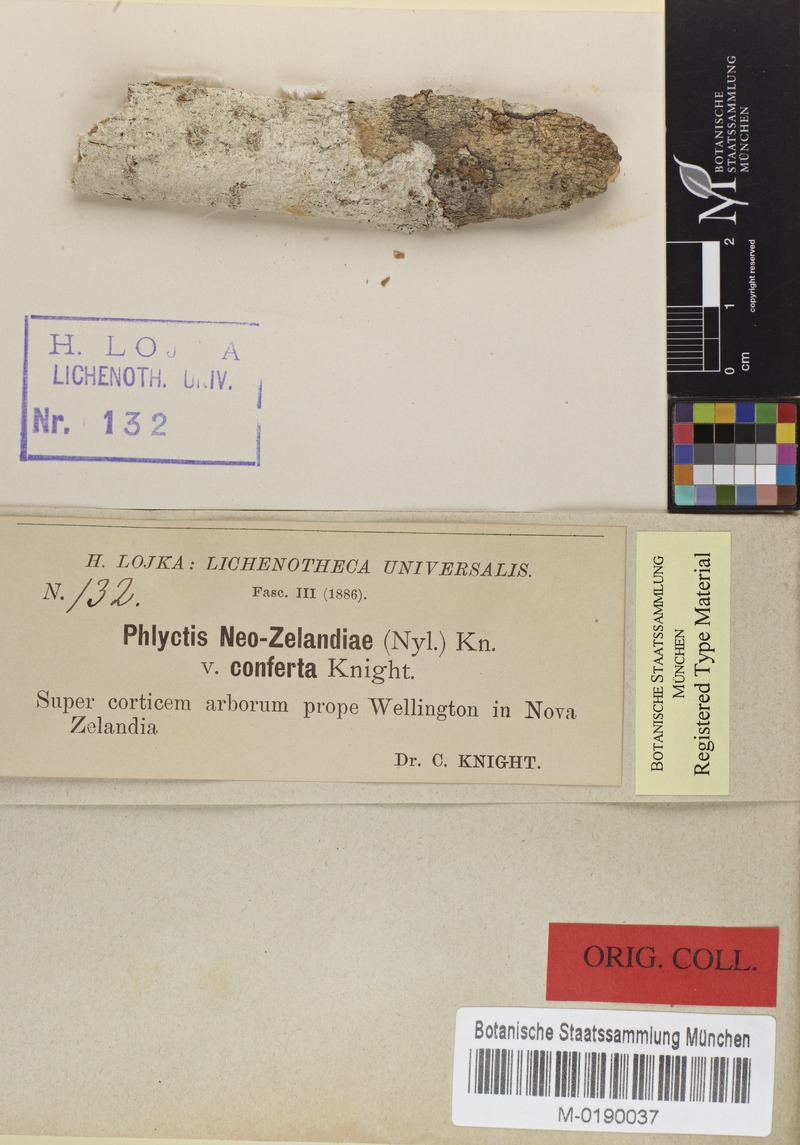 BOTANISCHE
STAATSSAMMLUNG
MÜNCHEN
M
0 1 2
cm
copyright reserved
H. LOJ A
LICHENOTH. U IV.
Nr. 132
H. LOJKA: LICHENOTHECA UNIVERSALIS.
N. 132.
Fasc. III (1886).
Phlyctis Neo-Zelandiae (Nyl.) Kn.
v. conferta Knight.
Super corticem arborum prope Wellington in Nova
Zelandia
Dr. C. KNIGHT.
BOTANISCHE STAATSSAMMLUNG
MÜNCHEN
Registered Type Material
ORIG. COLL.
Botanische Staatssammlung München
M-0190037